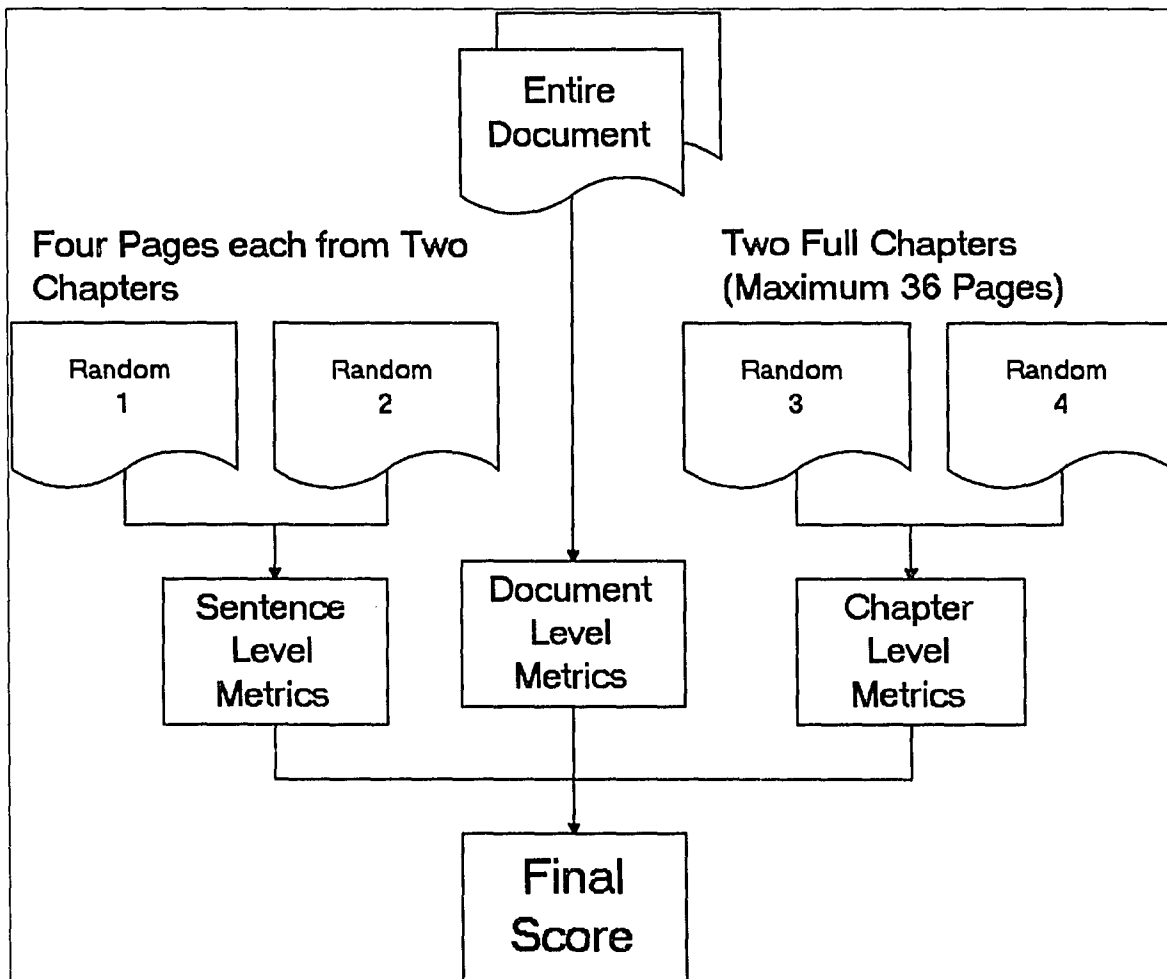 Entire
Document
Four Pages each from Two
Chapters
Two Full Chapters
(Maximum 36 Pages)
Random
1
Random
2
Random
3
Random
4
Sentence
Level
Metrics
Document
Level
Metrics
Chapter
Level
Metrics
Final
Score